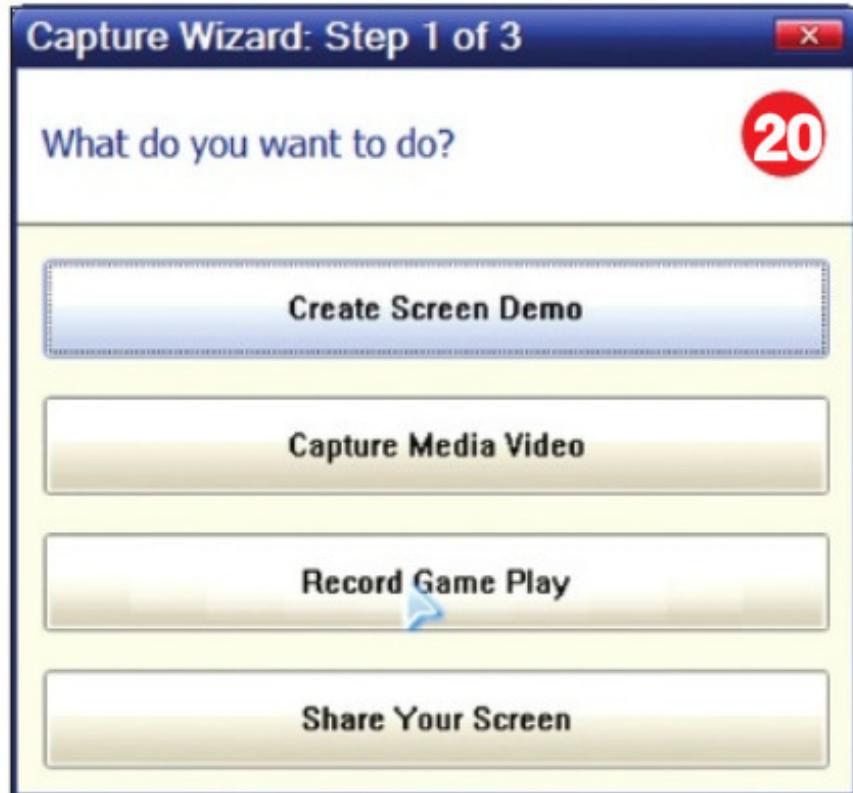 Capture Wizard: Step 1 of 3
What do you want to do?
20
Create Screen Demo
Capture Media Video
Record Game Play
Share Your Screen